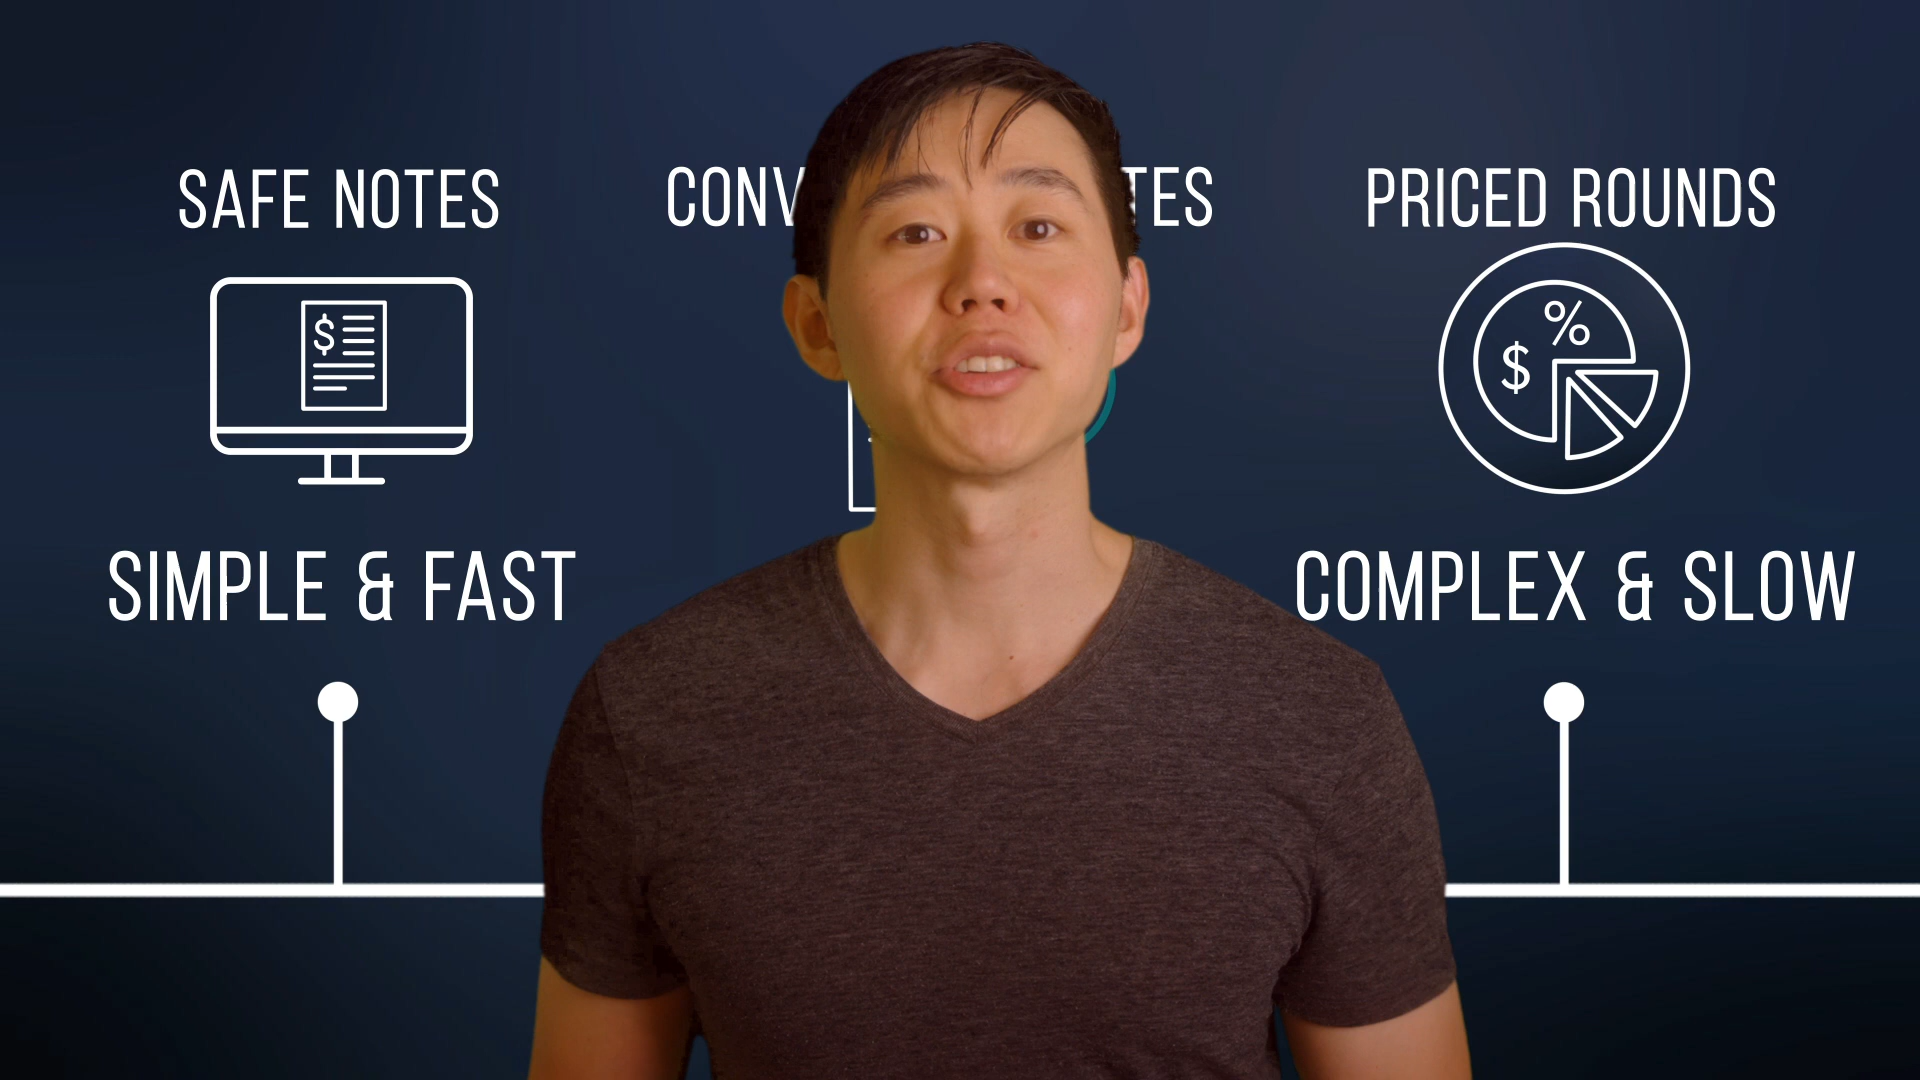 SAFE NOTES
PRICED ROUNDS
$
%
$
SIMPLE & FAST
COMPLEX & SLOW